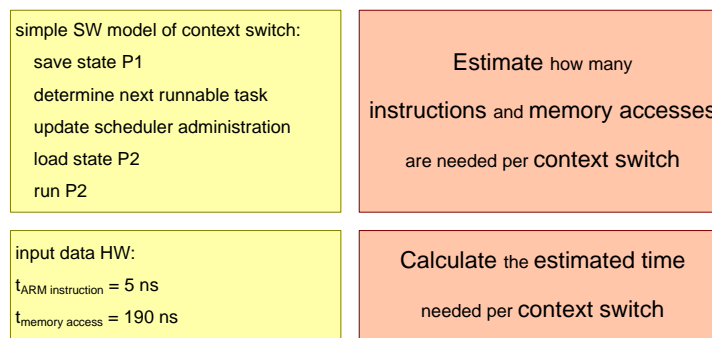 simple SW model of context switch:
save state P1
determine next runnable task
update scheduler administration
load state P2
run P2
Estimate how many
instructions and memory accesses
are needed per context switch
input data HW:
tARM instruction = 5 ns
tmemory access = 190 ns
Calculate the estimated time
needed per context switch